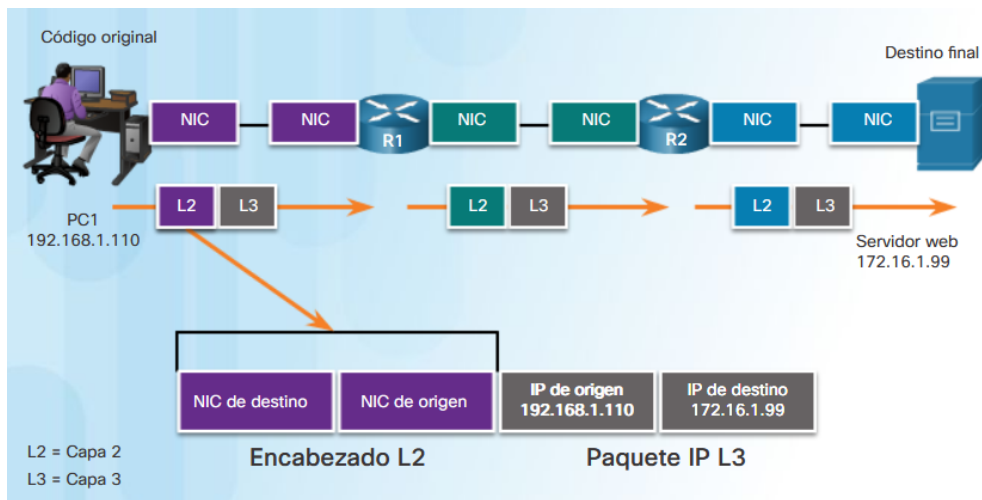 Código original
Destino final
NIC
NIC
R1
NIC
NIC
R2
NIC
NIC
L2
L3
L2
L3
L2
L3
PC1
192.168.1.110
Servidor web
172.16.1.99
NIC de destino
NIC de origen
IP de origen
192.168.1.110
IP de destino
172.16.1.99
L2 = Capa 2
L3 = Capa 3
Encabezado L2
Paquete IP L3